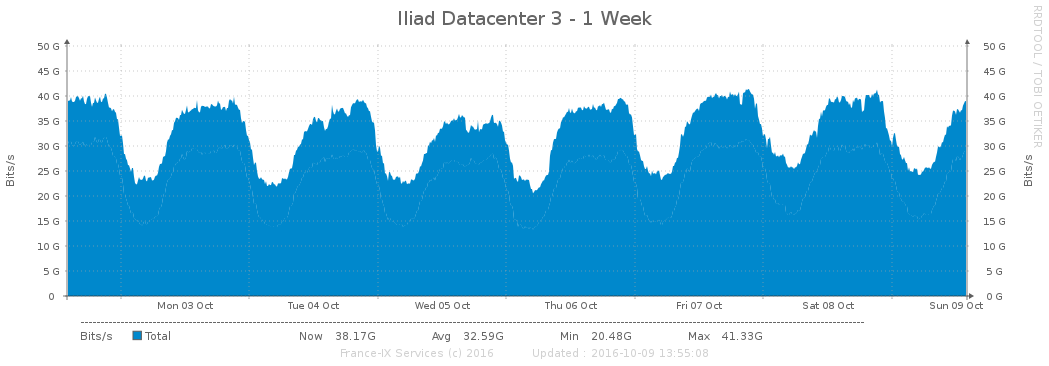 Iliad Datacenter 3 - 1 Week
RRDTOOL / TOBI OETIKER
Bits/s
50 G 50 G
45 G 45 G
40 G 40 G
35 G 35 G
30 G 30 G
25 G 25 G
20 G 20 G
15 G 15 G
10 G 10 G
5 G 5 G
0 0 G
Bits/s
Mon 03 Oct Tue 04 Oct Wed 05 Oct Thu 06 Oct Fri 07 Oct Sat 08 Oct Sun 09 Oct
Bits/s Total Now 38.17G Avg 32.59G Min 20.48G Max 41.33G
France-IX Services (c) 2016 Updated : 2016-10-09 13:55:08